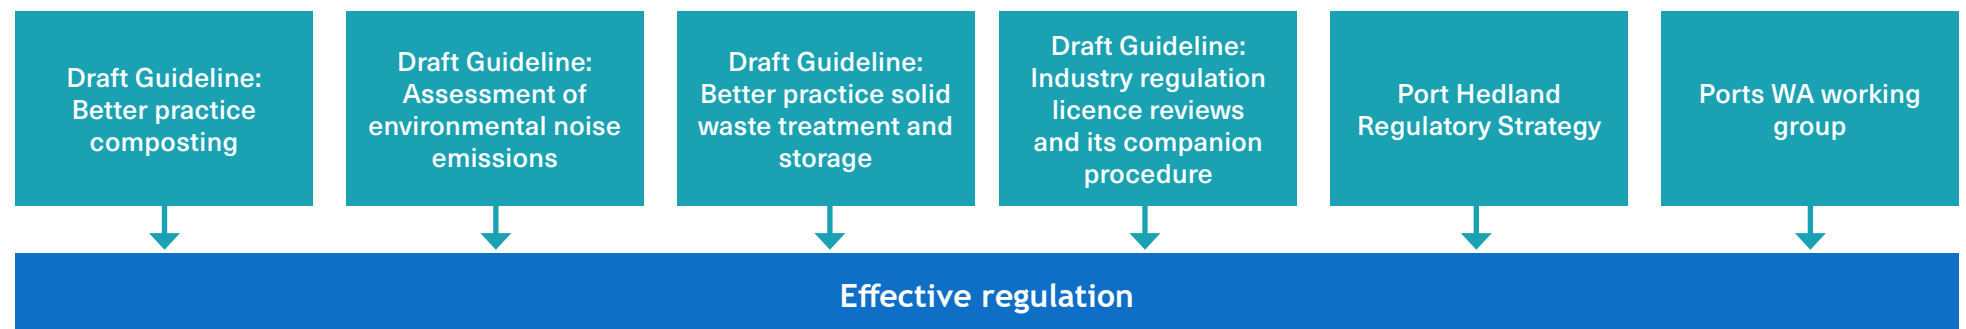 Draft Guideline:
Better practice
composting
Draft Guideline:
Assessment of
environmental noise
emissions
Draft Guideline:
Better practice solid
waste treatment and
storage
Draft Guideline:
Industry regulation
licence reviews
and its companion
procedure
Port Hedland
Regulatory Strategy
Ports WA working
group
Effective regulation